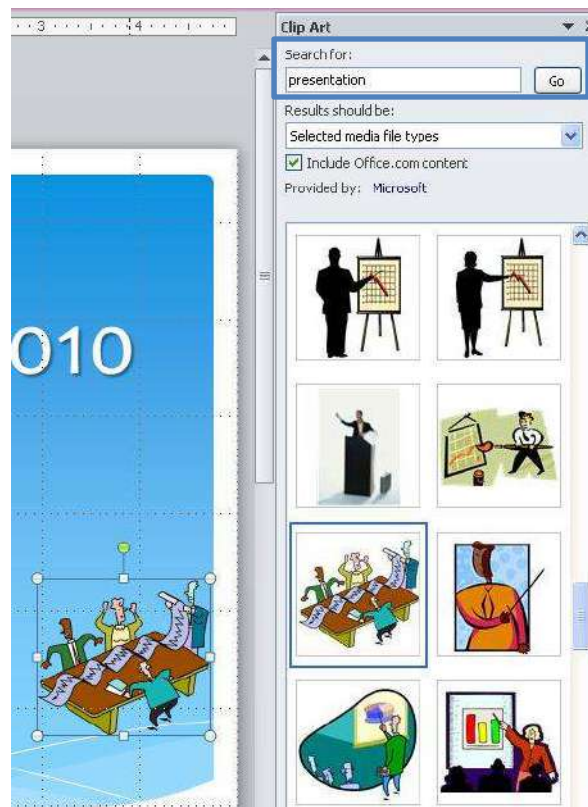 3 4
Clip Art
Search for:
presentation
Go
Results should be:
Selected media file types
Include Office.com content
Provided by: Microsoft
010